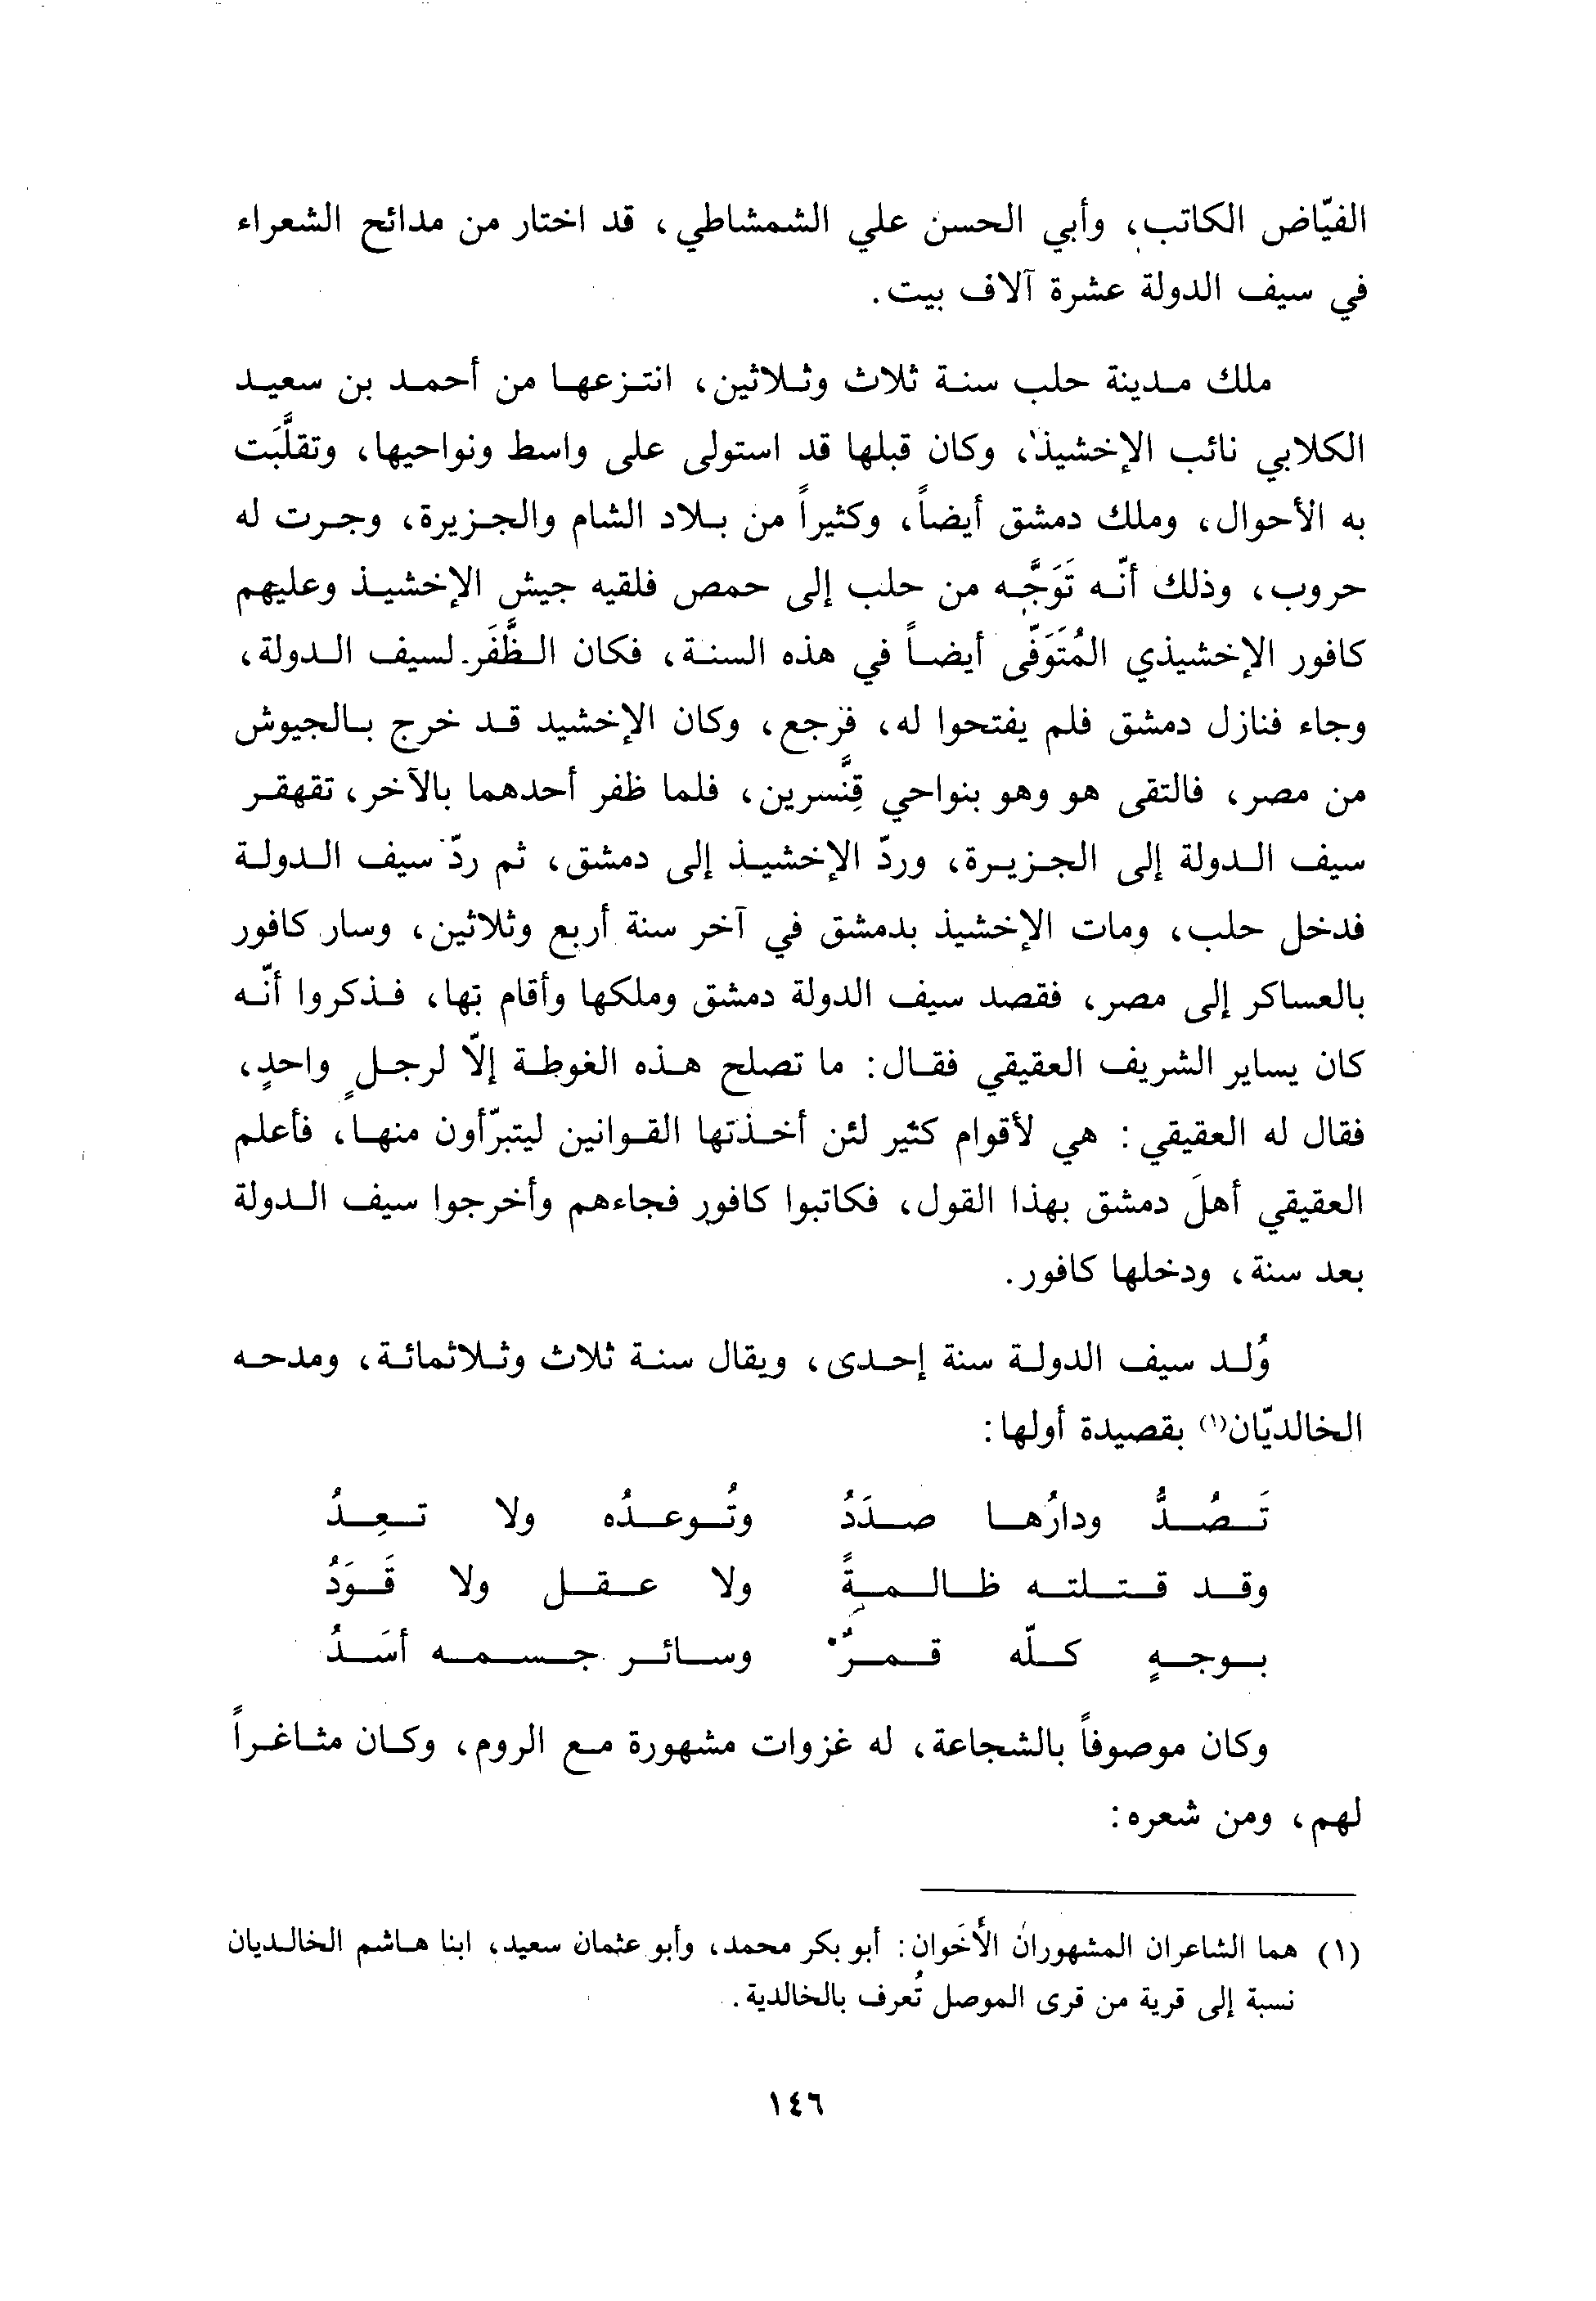 الفيّاض الكاتب، وأبي الحسن علي الشمشاطي، قد اختار من مدائح الشعراء
في سيف الدولة عشرة آلاف بيت.
ملك مدينة حلب سنة ثلاث وثلاثين، انتزعها من أحمد بن سعيد
الكلابي نائب الإخشيذ، وكان قبلها قد استولى على واسط ونواحيها، وتقلَّبَت
به الأحوال، وملك دمشق أيضاً، وكثيراً من بلاد الشام والجزيرة، وجرت له
حروب، وذلك أنّه تَوَجَّه من حلب إلى حمص فلقيه جيش الإخشيذ وعليهم
كافور الإخشيذي المُتَوَفّى أيضاً في هذه السنة، فكان الظَّفَر لسيف الدولة،
وجاء فنازل دمشق فلم يفتحوا له، فرجع، وكان الإخشيد قد خرج بالجيوش
من مصر، فالتقى هو وهو بنواحي قِنَّسرين، فلما ظفر أحدهما بالآخر، تقهقر
سيف الدولة إلى الجزيرة، وردّ الإخشيذ إلى دمشق، ثم ردّ سيف الدولة
فدخل حلب، ومات الإخشيذ بدمشق في آخر سنة أربع وثلاثين، وسار كافور
بالعساكر إلى مصر، فقصد سيف الدولة دمشق وملكها وأقام بها، فذكروا أنّه
كان يساير الشريف العقيقي فقال: ما تصلح هذه الغوطة إلاّ لرجلٍ واحدٍ،
فقال له العقيقي: هي لأقوام كثير لئن أخذتها القوانين ليتبرّأون منها، فأعلم
العقيقي أهلَ دمشق بهذا القول، فكاتبوا كافور فجاءهم وأخرجوا سيف الدولة
بعد سنة، ودخلها كافور.
وُلد سيف الدولة سنة إحدى، ويقال سنة ثلاث وثلاثمائة، ومدحه
الخالديّان(١) بقصيدة أولها:
تَصُدُّ ودارُها صدَدُ وتُوعدُه ولا تعِدُ
وقد قتلته ظالمةً ولا عقل ولا قَوَدُ
بوجهٍ كلّه قمرٌ وسائر جسمه أسَدُ
وكان موصوفاً بالشجاعة، له غزوات مشهورة مع الروم، وكان مثاغراً
لهم، ومن شعره:
(١) هما الشاعران المشهوران الأَخَوان: أبو بكر محمد، وأبو عثمان سعيد، ابنا هاشم الخالديان
نسبة إلى قرية من قرى الموصل تُعرف بالخالدية.
١٤٦